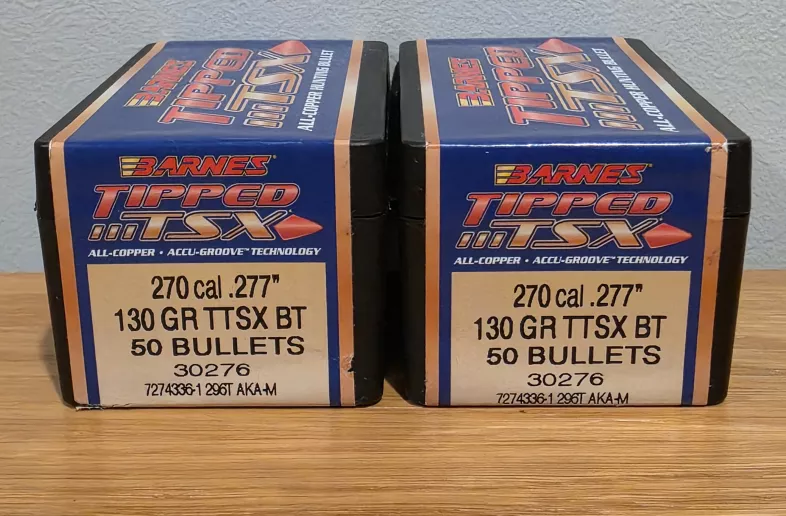 BARNES
TIPPED
TSX
ALL-COPPER HUNTING BULLET
BARNES
TIPPED
TSX
ALL-COPPER HUNTING BULLET
BARNES®
TIPPED
TSX®
ALL-COPPER • ACCU-GROOVE™ TECHNOLOGY
270 cal .277"
130 GR TTSX BT
50 BULLETS
30276
7274336-1 296T AKA-M
BARNES®
TIPPED
TSX®
ALL-COPPER • ACCU-GROOVE™ TECHNOLOGY
270 cal .277"
130 GR TTSX BT
50 BULLETS
30276
7274336-1 296T AKA-M